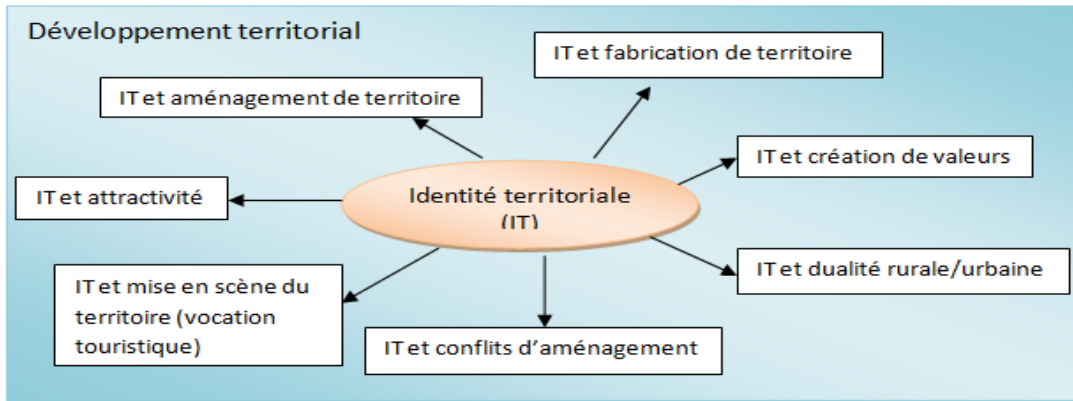 Développement territorial
IT et fabrication de territoire
IT et aménagement de territoire
IT et création de valeurs
IT et attractivité
Identité territoriale
(IT)
IT et dualité rurale/urbaine
IT et mise en scène du
territoire (vocation
touristique)
IT et conflits d’aménagement